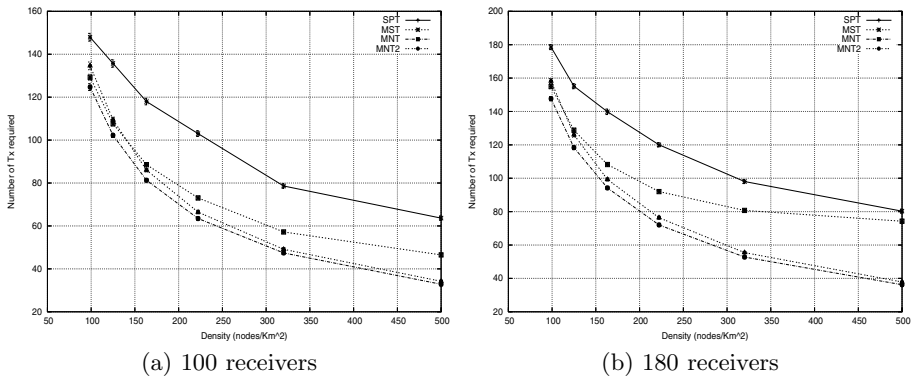 160
140
120
100
80
60
40
20
50
100
150
200
250
300
350
400
450
500
Number of Tx required
Density (nodes/Km^2)
SPT
MST
MNT
MNT2
(a) 100 receivers
200
180
160
140
120
100
80
60
40
20
50
100
150
200
250
300
350
400
450
500
Number of Tx required
Density (nodes/Km^2)
SPT
MST
MNT
MNT2
(b) 180 receivers